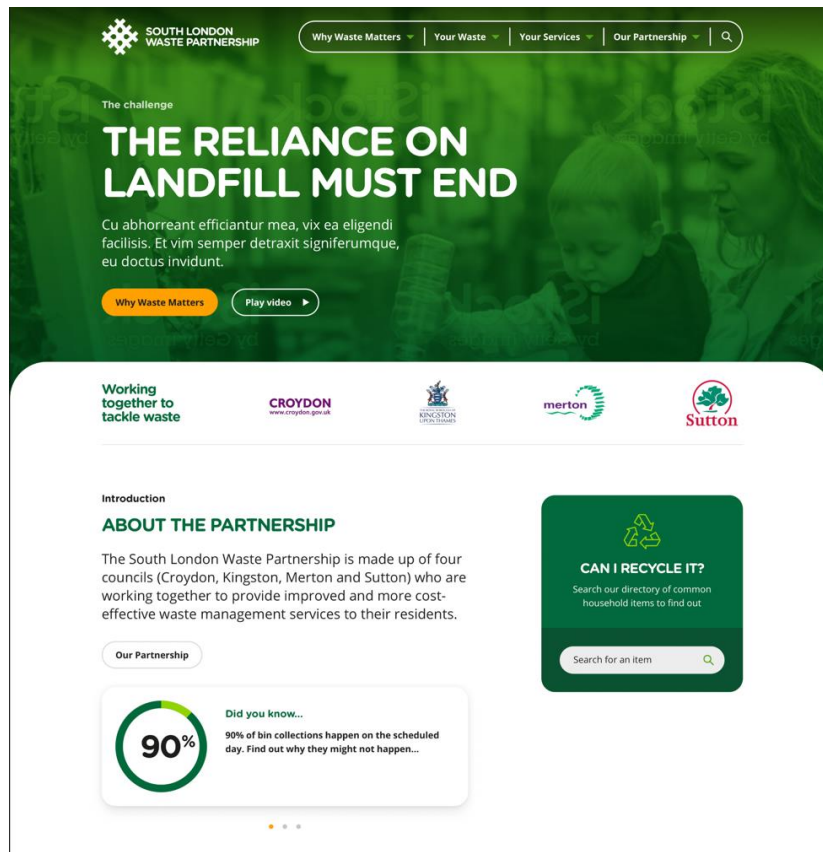 SOUTH LONDON
WASTE PARTNERSHIP
Why Waste Matters
Your Waste
Your Services
Our Partnership
The challenge
THE RELIANCE ON
LANDFILL MUST END
Cu abhorreant efficiantur mea, vix ea eligendi
facilisis. Et vim semper detraxit signiferumque,
eu doctus invidunt.
Why Waste Matters
Play video
iStock
by Getty Images
Working
together to
tackle waste
CROYDON
www.croydon.gov.uk
KINGSTON
UPON THAMES
merton
Sutton
Introduction
ABOUT THE PARTNERSHIP
The South London Waste Partnership is made up of four
councils (Croydon, Kingston, Merton and Sutton) who are
working together to provide improved and more cost-
effective waste management services to their residents.
Our Partnership
CAN I RECYCLE IT?
Search our directory of common
household items to find out
Search for an item
90%
Did you know...
90% of bin collections happen on the scheduled
day. Find out why they might not happen...